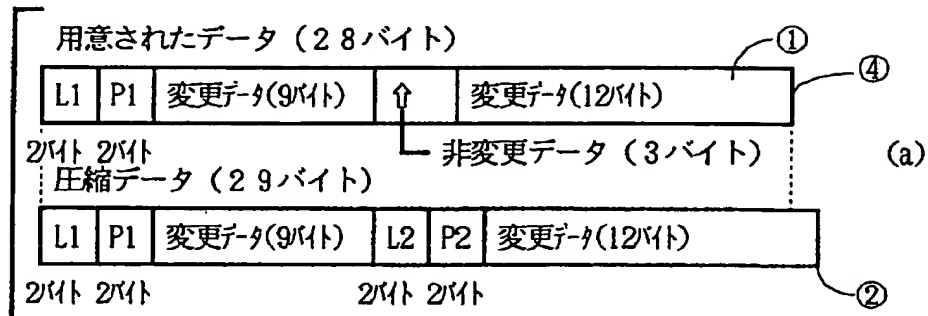 用意されたデータ（２８バイト）
①
④
L1 P1 変更データ(9バイト) ⇧ 変更データ(12バイト)
2バイト 2バイト
非変更データ（３バイト）
(a)
圧縮データ（２９バイト）
L1 P1 変更データ(9バイト) L2 P2 変更データ(12バイト)
2バイト 2バイト 2バイト 2バイト
②